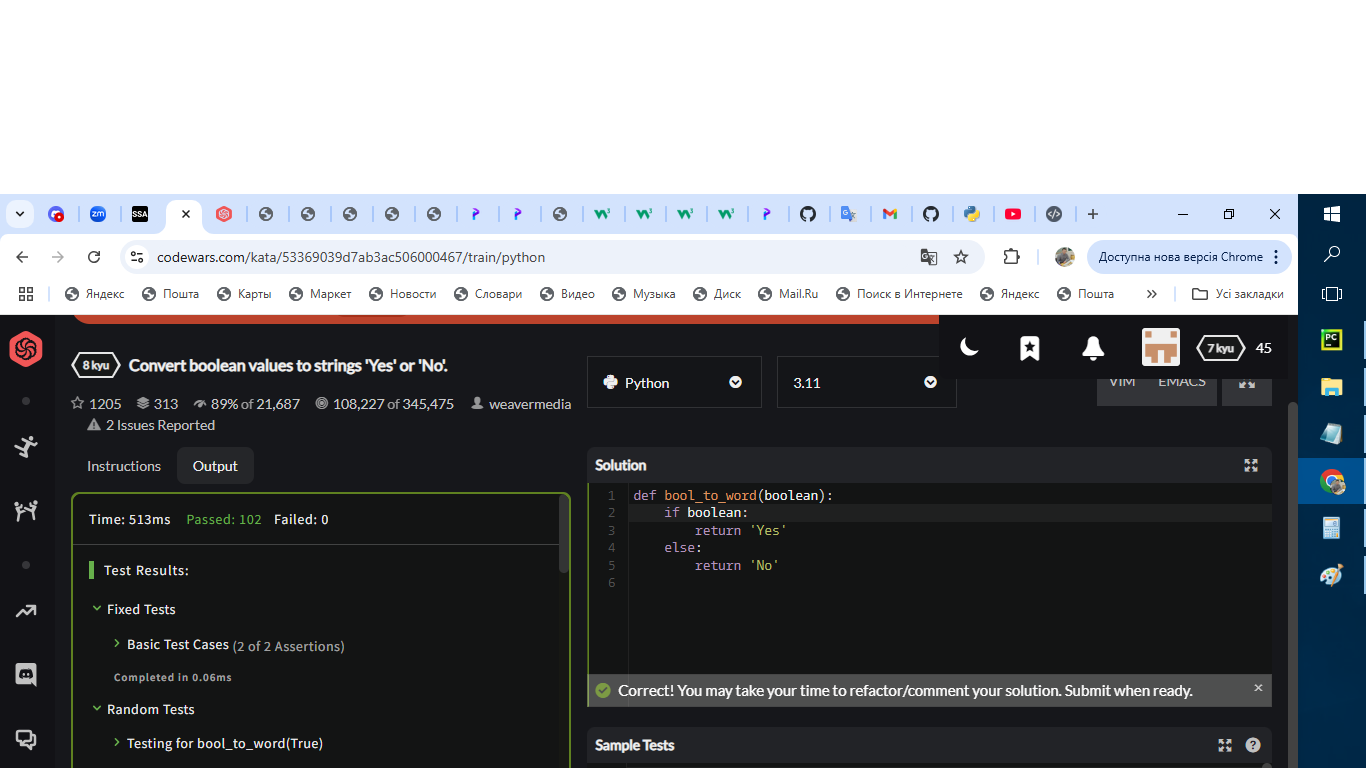 zm
SSA
codewars.com/kata/53369039d7ab3ac506000467/train/python
Доступна нова версія Chrome
Яндекс
Пошта
Карты
Маркет
Новости
Словари
Видео
Музыка
Диск
Mail.Ru
Поиск в Интернете
Яндекс
Пошта
»
Усі закладки
8 kyu
Convert boolean values to strings 'Yes' or 'No'.
1205
313
89% of 21,687
108,227 of 345,475
weavermedia
2 Issues Reported
Python
3.11
VIM
EMACS
7 kyu
45
PC
Instructions
Output
Time: 513ms Passed: 102 Failed: 0
Test Results:
Fixed Tests
Basic Test Cases (2 of 2 Assertions)
Completed in 0.06ms
Random Tests
Testing for bool_to_word(True)
Solution
1 def bool_to_word(boolean):
2     if boolean:
3         return 'Yes'
4     else:
5         return 'No'
6
Correct! You may take your time to refactor/comment your solution. Submit when ready.
Sample Tests